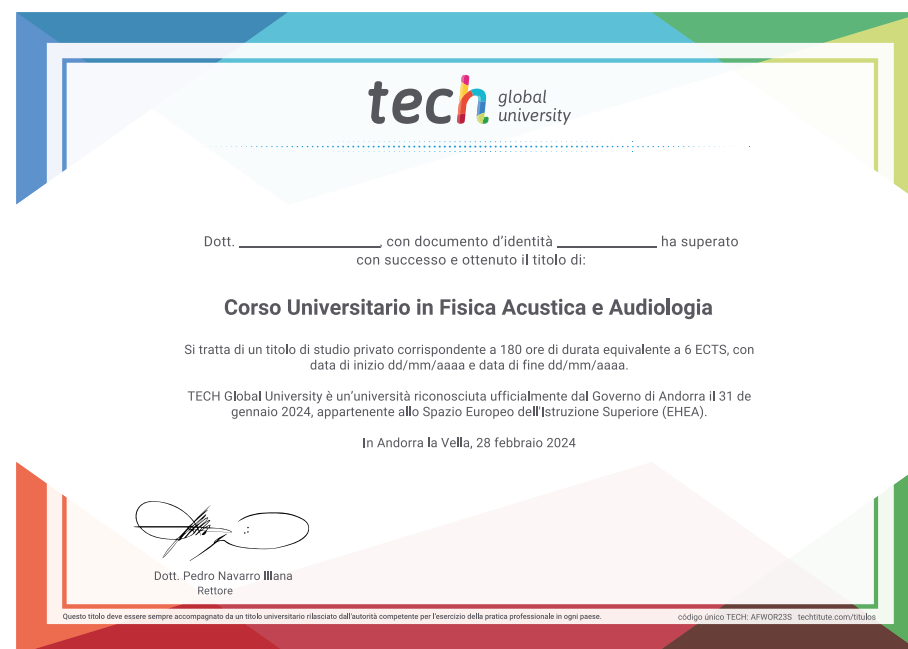 tech global university
Dott. ____________, con documento d'identità ____________ ha superato
con successo e ottenuto il titolo di:
Corso Universitario in Fisica Acustica e Audiologia
Si tratta di un titolo di studio privato corrispondente a 180 ore di durata equivalente a 6 ECTS, con
data di inizio dd/mm/aaaa e data di fine dd/mm/aaaa.
TECH Global University è un'università riconosciuta ufficialmente dal Governo di Andorra il 31 de
gennaio 2024, appartenente allo Spazio Europeo dell'Istruzione Superiore (EHEA).
In Andorra la Vella, 28 febbraio 2024
Dott. Pedro Navarro Illana
Rettore
Questo titolo deve essere sempre accompagnato da un titolo universitario rilasciato dall'autorità competente per l'esercizio della pratica professionale in ogni paese.
código único TECH: AFWOR23S techtitute.com/titulos